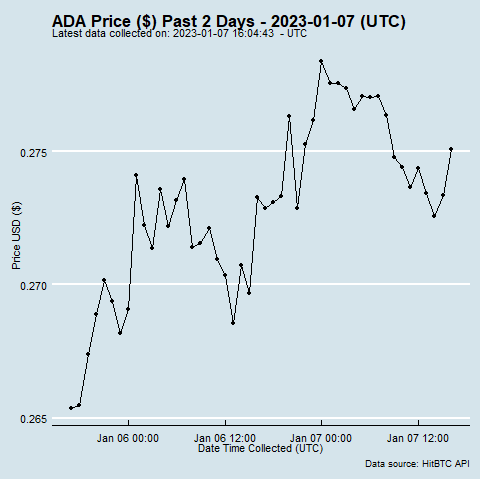 ADA Price ($) Past 2 Days - 2023-01-07 (UTC)
Latest data collected on: 2023-01-07 16:04:43 - UTC
Price USD ($)
0.275
0.270
0.265
Jan 06 00:00 Jan 06 12:00 Jan 07 00:00 Jan 07 12:00
Date Time Collected (UTC)
Data source: HitBTC API